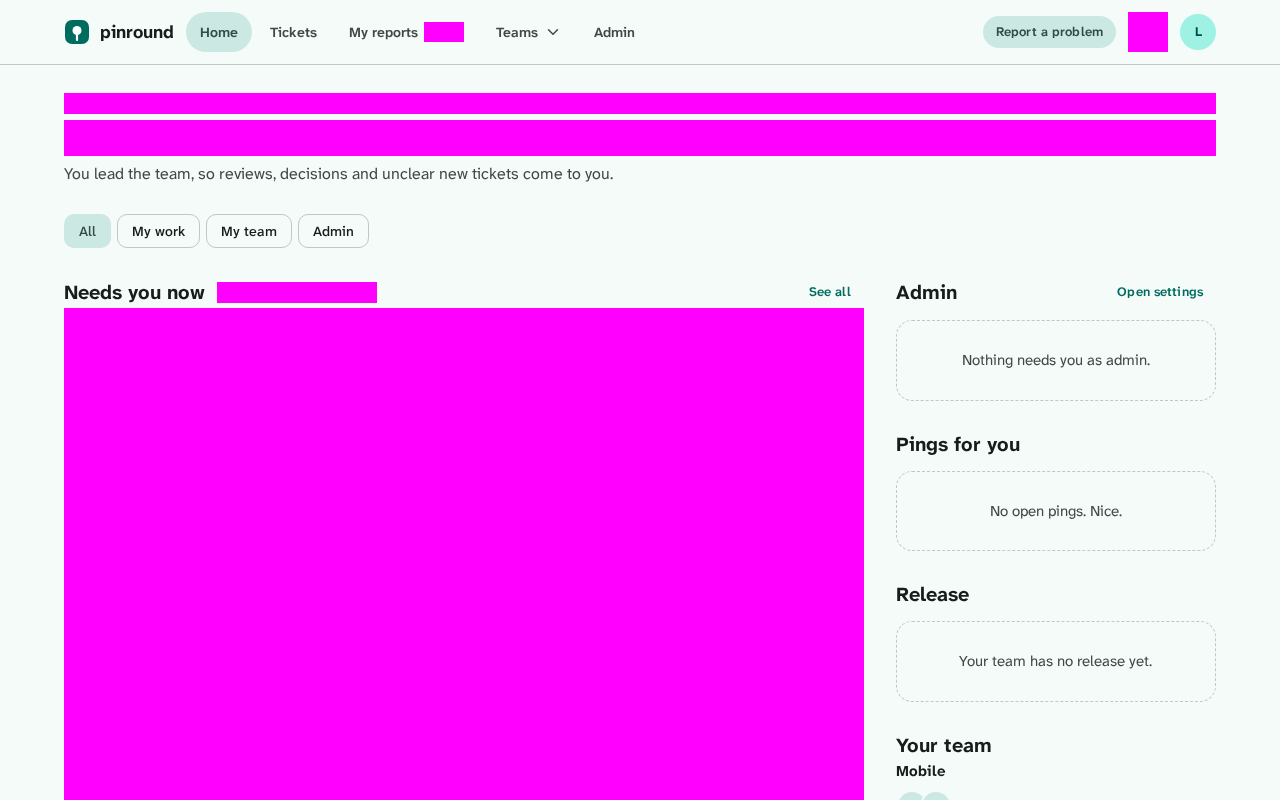 pinround
Home
Tickets
My reports
Teams
Admin
Report a problem
L
You lead the team, so reviews, decisions and unclear new tickets come to you.
All
My work
My team
Admin
Needs you now
See all
Admin
Open settings
Nothing needs you as admin.
Pings for you
No open pings. Nice.
Release
Your team has no release yet.
Your team
Mobile